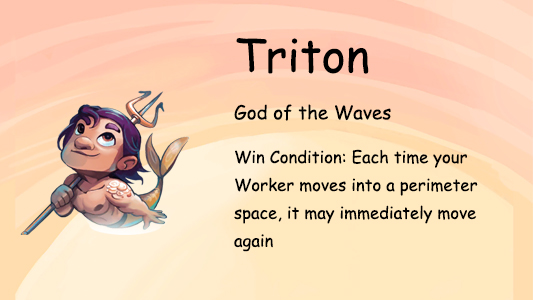 Triton
God of the Waves
Win Condition: Each time your
Worker moves into a perimeter
space, it may immediately move
again